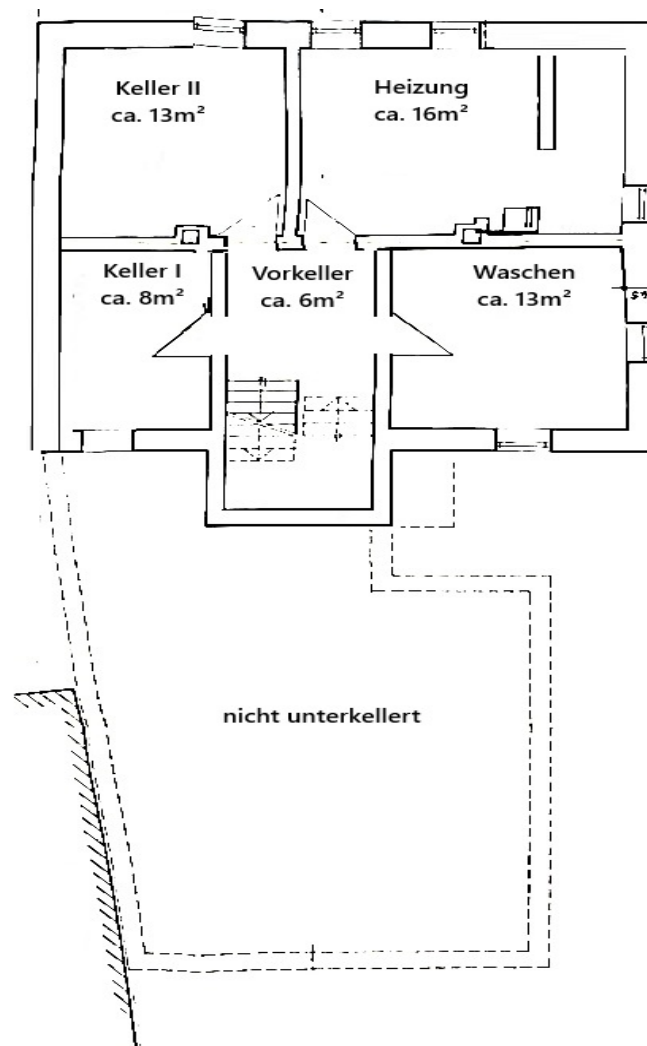 Keller II
ca. 13m²
Heizung
ca. 16m²
Keller I
ca. 8m²
Vorkeller
ca. 6m²
Waschen
ca. 13m²
nicht unterkellert